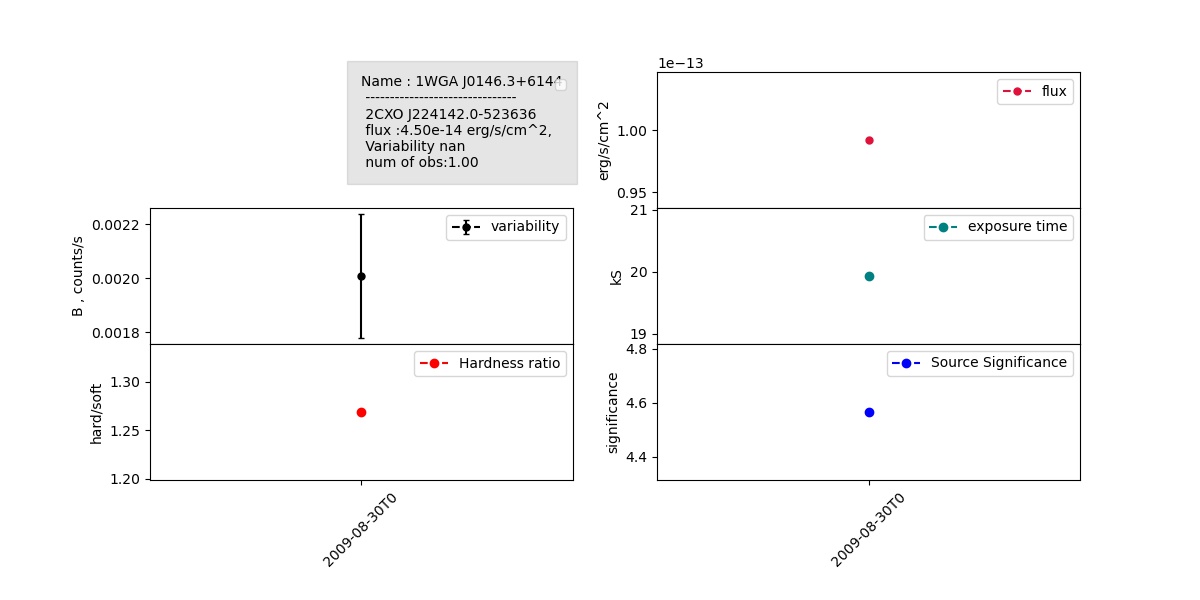 Name : 1WGA J0146.3+6144
-------------------------------
2CXO J224142.0-523636
flux :4.50e-14 erg/s/cm^2,
Variability nan
num of obs:1.00
1e−13
flux
1.00
0.95
erg/s/cm^2
variability
0.0022
0.0020
0.0018
B , counts/s
exposure time
21
20
19
kS
Hardness ratio
1.30
1.25
1.20
hard/soft
Source Significance
4.8
4.6
4.4
significance
2009-08-30T0
2009-08-30T0